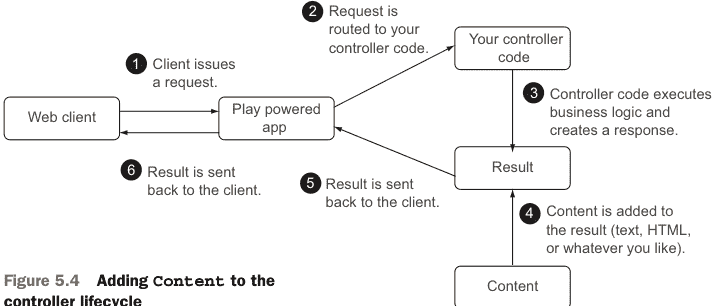 2 Request is
routed to your
controller code.
Your controller
code
1 Client issues
a request.
3 Controller code executes
business logic and
creates a response.
Web client
Play powered
app
Result
6 Result is sent
back to the client.
5 Result is sent
back to the client.
4 Content is added to
the result (text, HTML,
or whatever you like).
Figure 5.4 Adding Content to the
controller lifecycle
Content